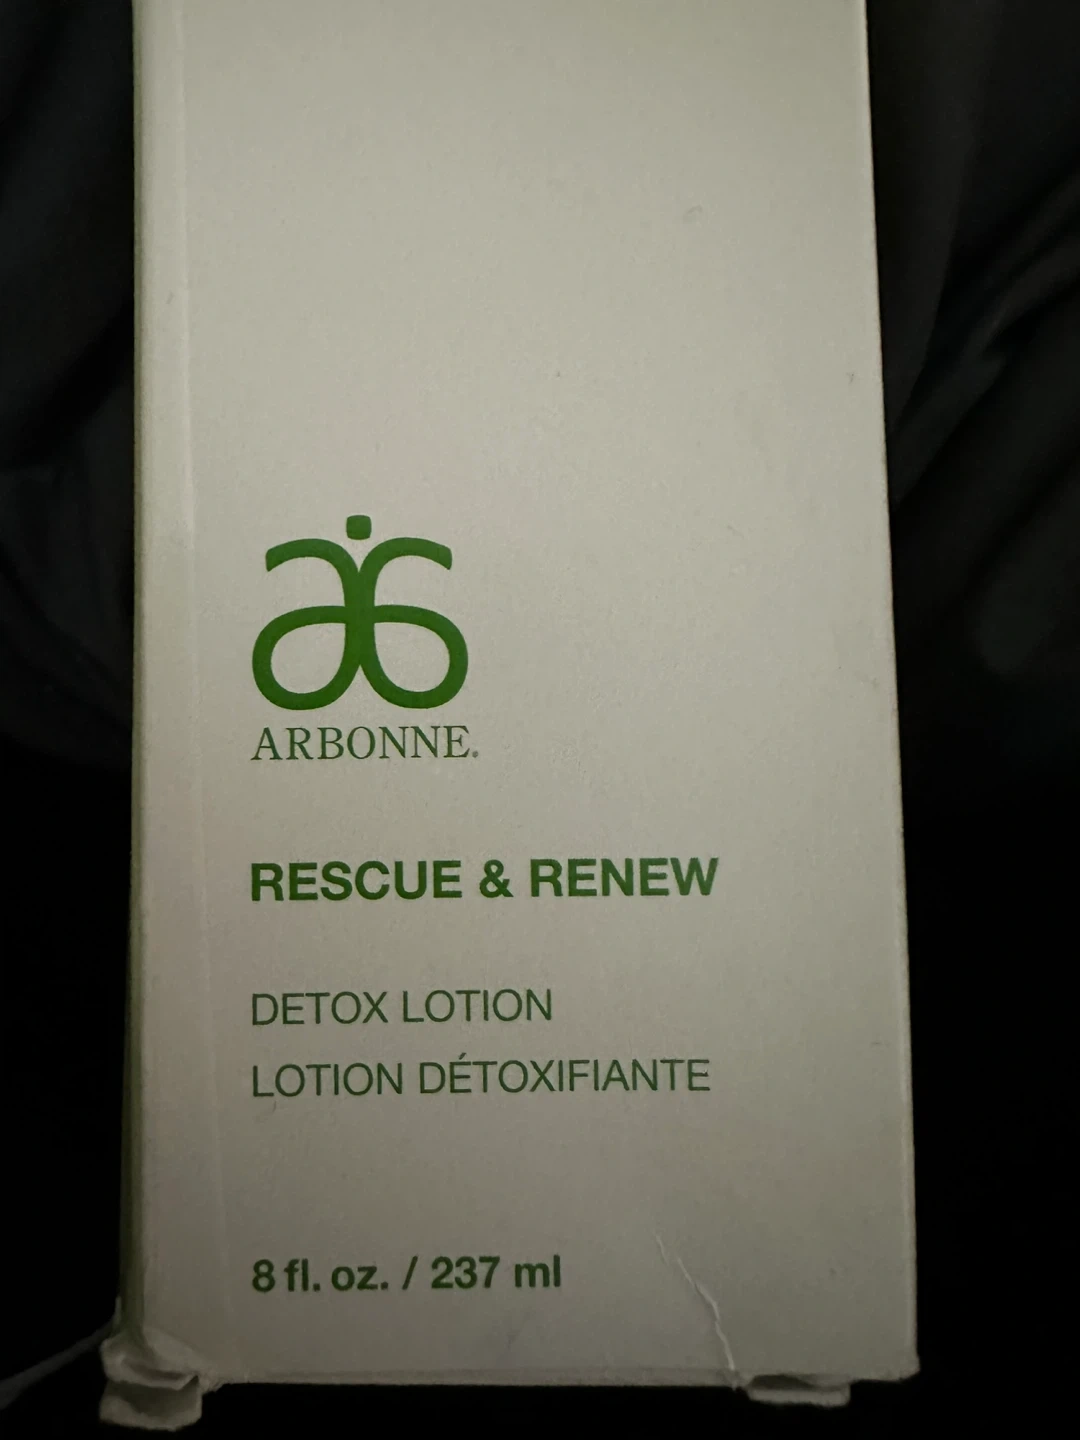 ARBONNE.
RESCUE & RENEW
DETOX LOTION
LOTION DÉTOXIFIANTE
8 fl. oz. / 237 ml